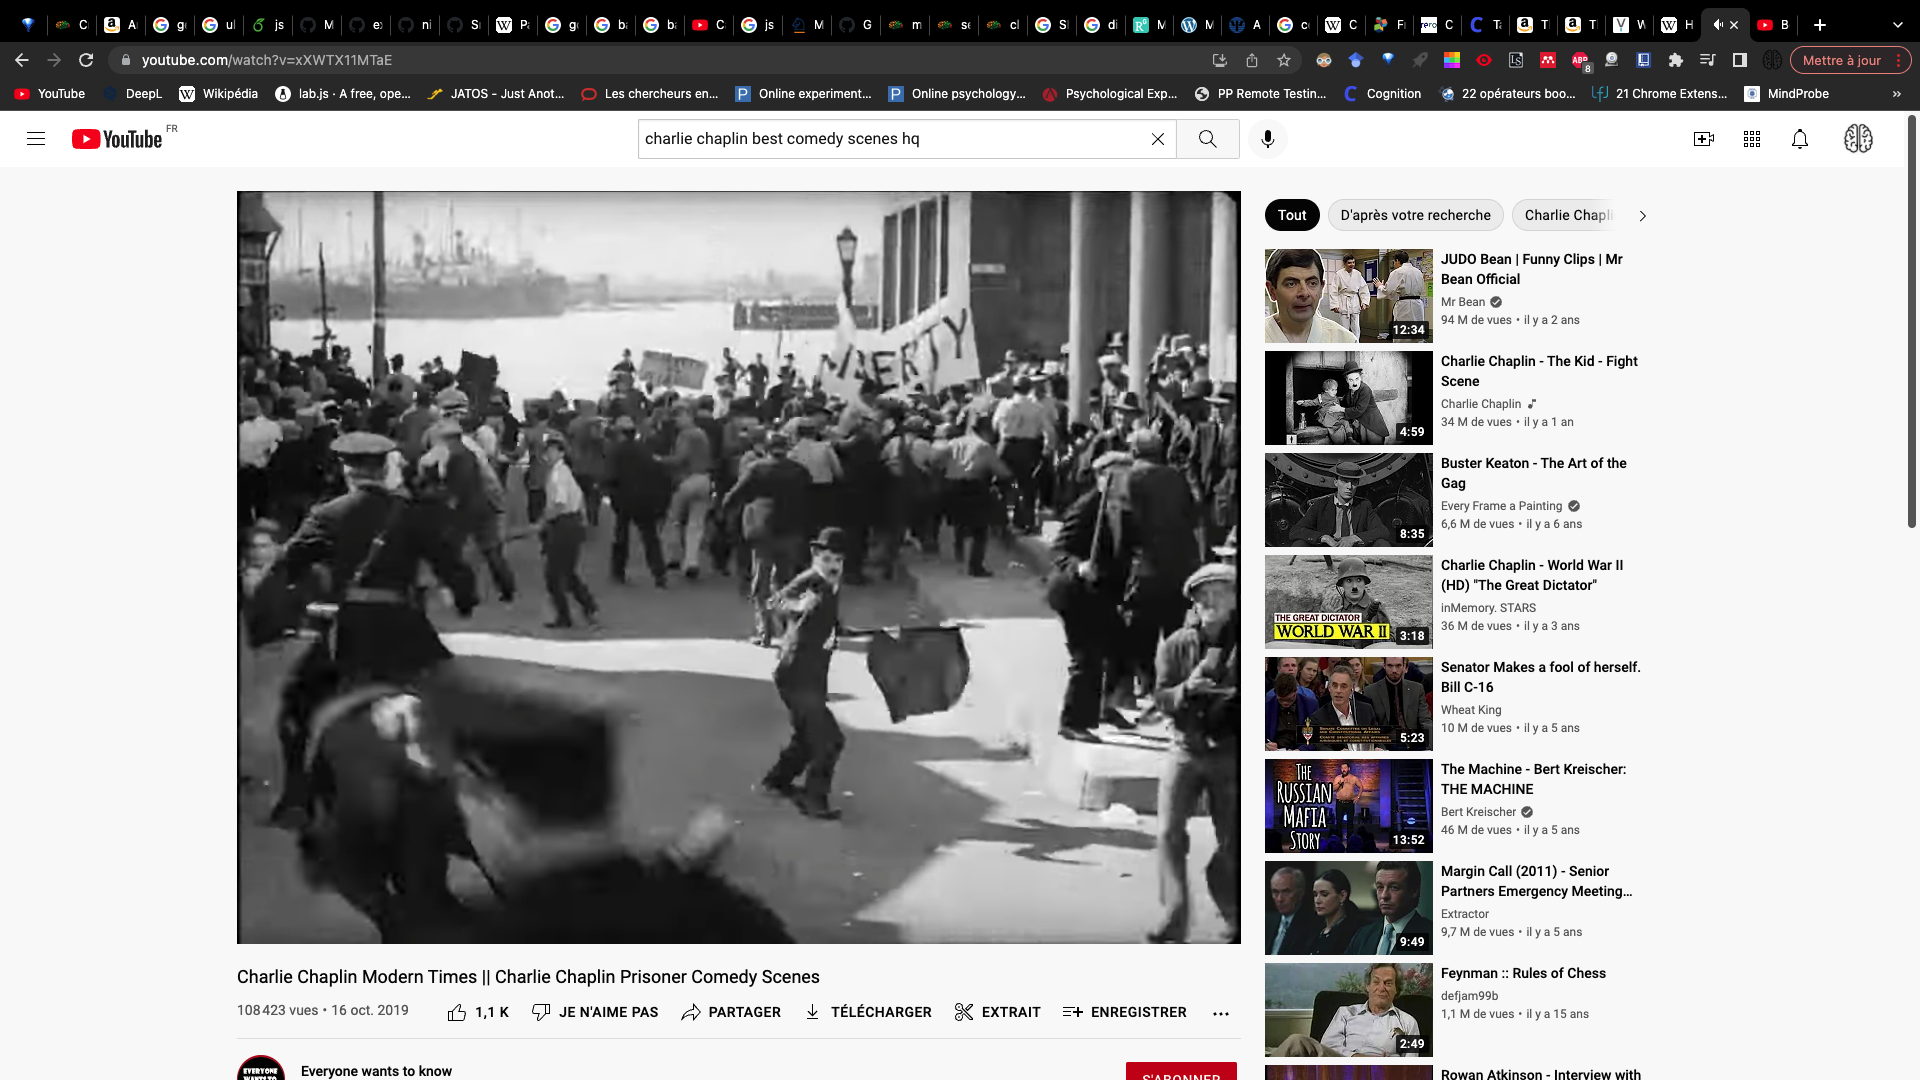 C
A
g
ul
js
M
e
ni
S
P
g
b
b
C
js
M
G
m
s
cl
S
di
M
M
A
c
C
F
C
T
T
T
W
H
B
youtube.com/watch?v=xXWTX11MTaE
8
Mettre à jour
YouTube
DeepL
Wikipédia
lab.js · A free, ope...
JATOS - Just Anot...
Les chercheurs en...
Online experiment...
Online psychology...
Psychological Exp...
PP Remote Testin...
Cognition
22 opérateurs boo...
21 Chrome Extens...
MindProbe
»
YouTube FR
charlie chaplin best comedy scenes hq
LIBERTY
Charlie Chaplin Modern Times || Charlie Chaplin Prisoner Comedy Scenes
108 423 vues • 16 oct. 2019
1,1 K
JE N'AIME PAS
PARTAGER
TÉLÉCHARGER
EXTRAIT
ENREGISTRER
...
Everyone wants to know
S'ABONNER
Tout
D'après votre recherche
Charlie Chapli
JUDO Bean | Funny Clips | Mr
Bean Official
Mr Bean
94 M de vues • il y a 2 ans
12:34
Charlie Chaplin - The Kid - Fight
Scene
Charlie Chaplin
34 M de vues • il y a 1 an
4:59
Buster Keaton - The Art of the
Gag
Every Frame a Painting
6,6 M de vues • il y a 6 ans
8:35
Charlie Chaplin - World War II
(HD) "The Great Dictator"
inMemory. STARS
36 M de vues • il y a 3 ans
THE GREAT DICTATOR
WORLD WAR II
3:18
Senator Makes a fool of herself.
Bill C-16
Wheat King
10 M de vues • il y a 5 ans
5:23
The Machine - Bert Kreischer:
THE MACHINE
Bert Kreischer
46 M de vues • il y a 5 ans
THE
RUSSIAN
MAFIA
STORY
13:52
Margin Call (2011) - Senior
Partners Emergency Meeting...
Extractor
9,7 M de vues • il y a 5 ans
9:49
Feynman :: Rules of Chess
defjam99b
1,1 M de vues • il y a 15 ans
2:49
Rowan Atkinson - Interview with